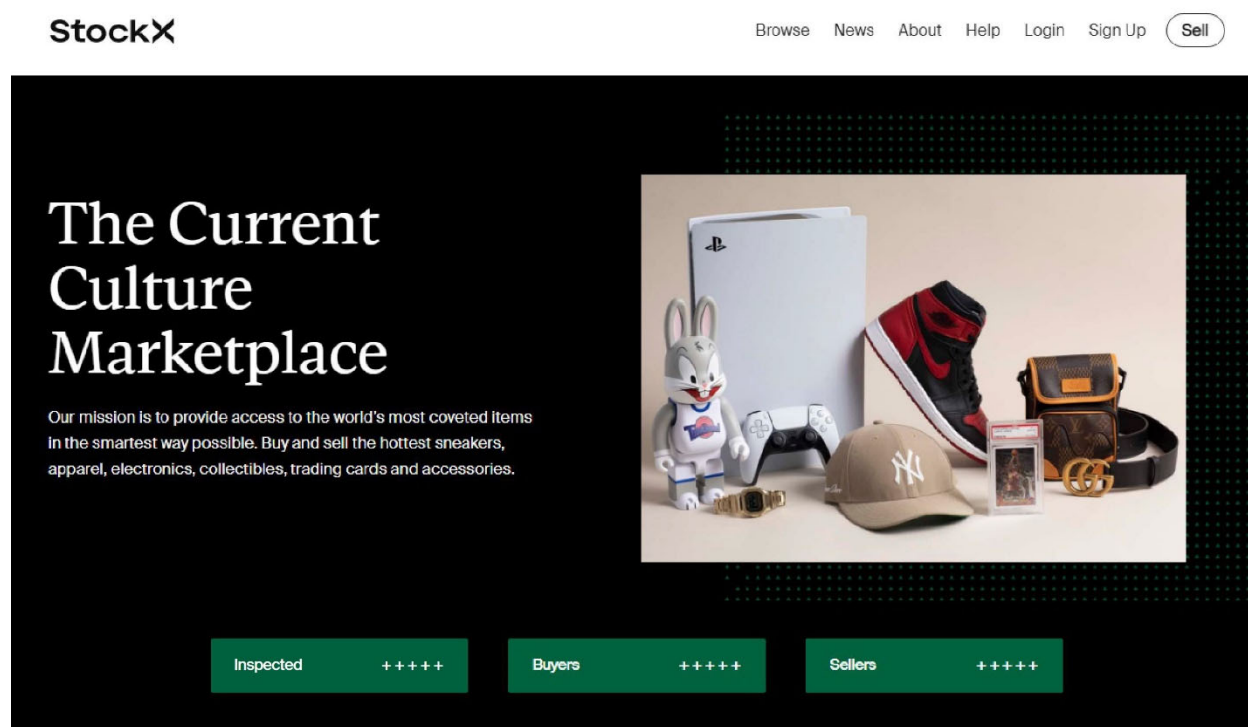 StockX
Browse News About Help Login Sign Up Sell
The Current
Culture
Marketplace
Our mission is to provide access to the world's most coveted items
in the smartest way possible. Buy and sell the hottest sneakers,
apparel, electronics, collectibles, trading cards and accessories.
NY
Inspected +++++
Buyers +++++
Sellers +++++